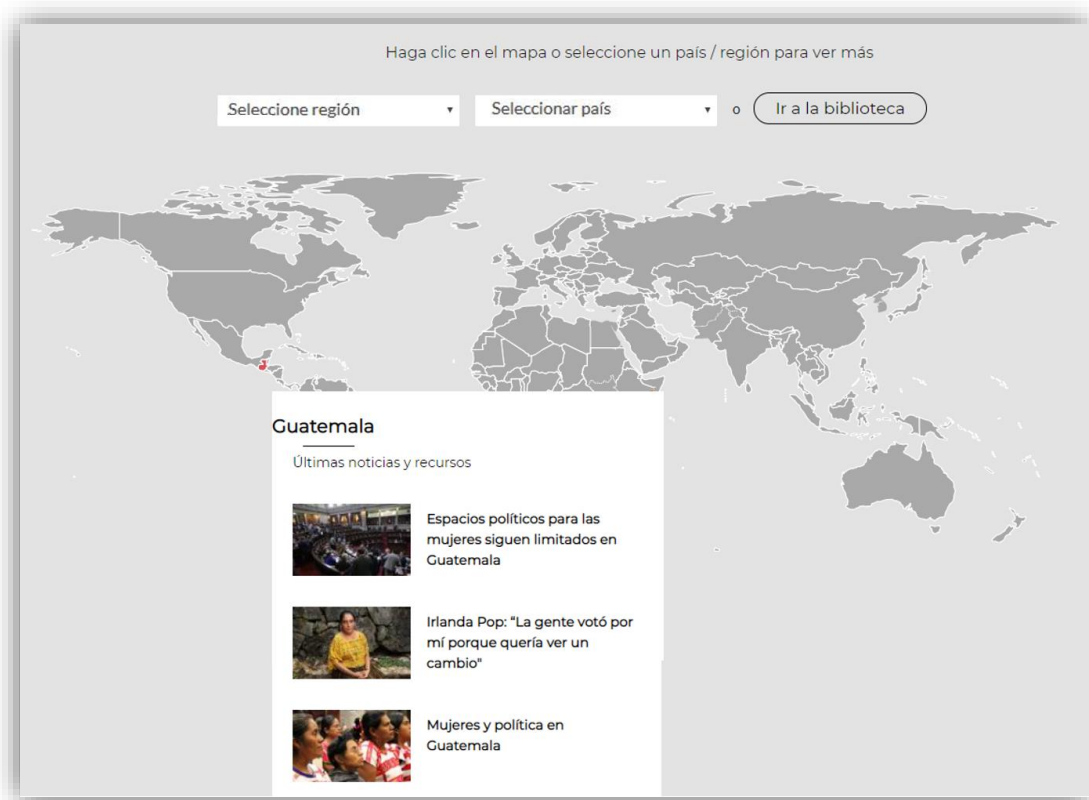 Haga clic en el mapa o seleccione un país / región para ver más
Seleccione región
Seleccionar país
o
Ir a la biblioteca
Guatemala
Últimas noticias y recursos
Espacios políticos para las
mujeres siguen limitados en
Guatemala
Irlanda Pop: “La gente votó por
mí porque quería ver un
cambio"
Mujeres y política en
Guatemala